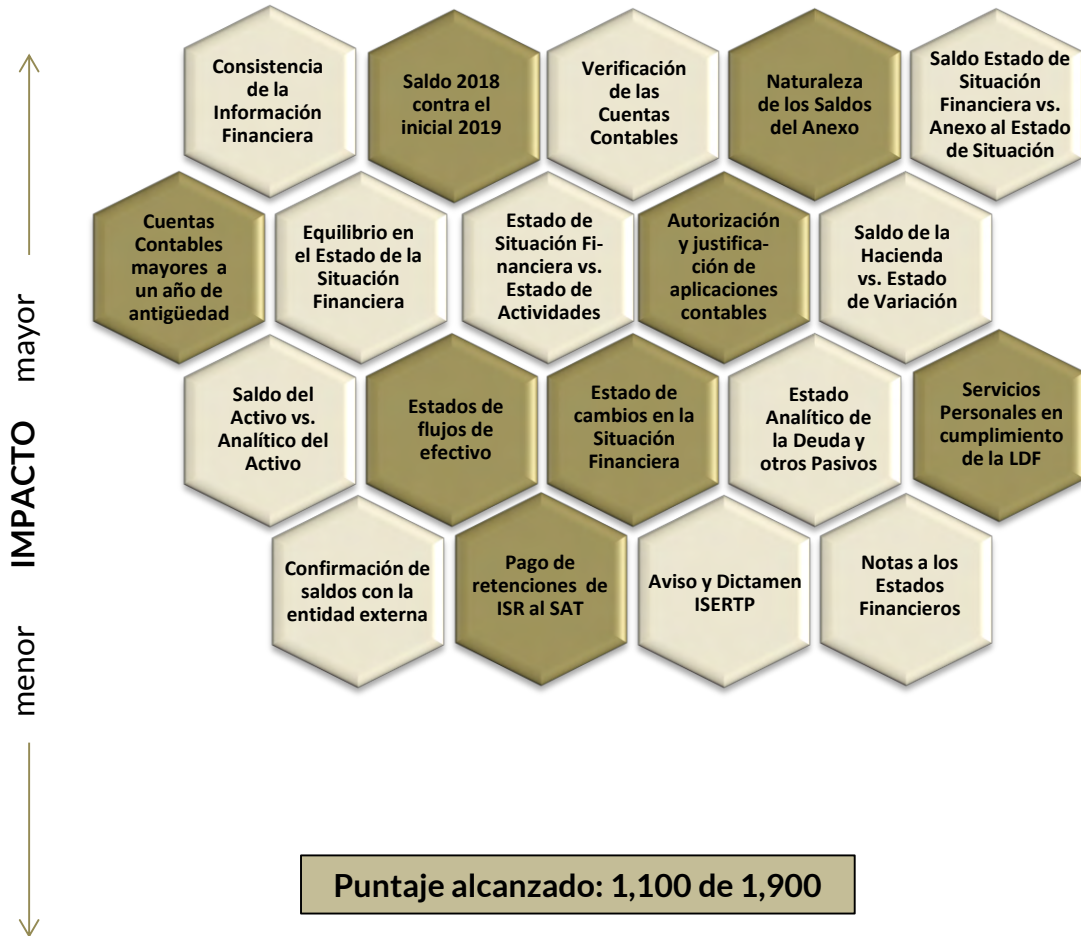 Consistencia
de la
Información
Financiera
Saldo 2018
contra el
inicial 2019
Verificación
de las
Cuentas
Contables
Naturaleza
de los Saldos
del Anexo
Saldo Estado de
Situación
Financiera vs.
Anexo al Estado
de Situación
Cuentas
Contables
mayores a
un año de
antigüedad
Equilibrio en
el Estado de la
Situación
Financiera
Estado de
Situación Fi-
nanciera vs.
Estado de
Actividades
Autorización
y justifica-
ción de
aplicaciones
contables
Saldo de la
Hacienda
vs. Estado
de Variación
Saldo del
Activo vs.
Analítico del
Activo
Estados de
flujos de
efectivo
Estado de
cambios en la
Situación
Financiera
Estado
Analítico de
la Deuda y
otros Pasivos
Servicios
Personales en
cumplimiento
de la LDF
Confirmación de
saldos con la
entidad externa
Pago de
retenciones de
ISR al SAT
Aviso y Dictamen
ISERTP
Notas a los
Estados
Financieros
menor IMPACTO mayor
Puntaje alcanzado: 1,100 de 1,900